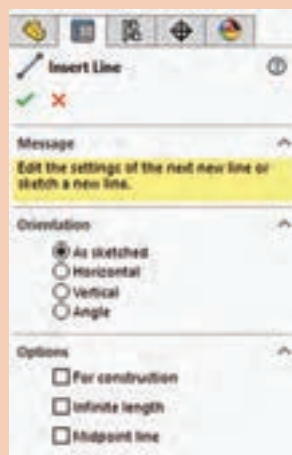 Insert Line
Message
Edit the settings of the next new line or
sketch a new line.
Orientation
As sketched
Horizontal
Vertical
Angle
Options
For construction
Infinite length
Midpoint line